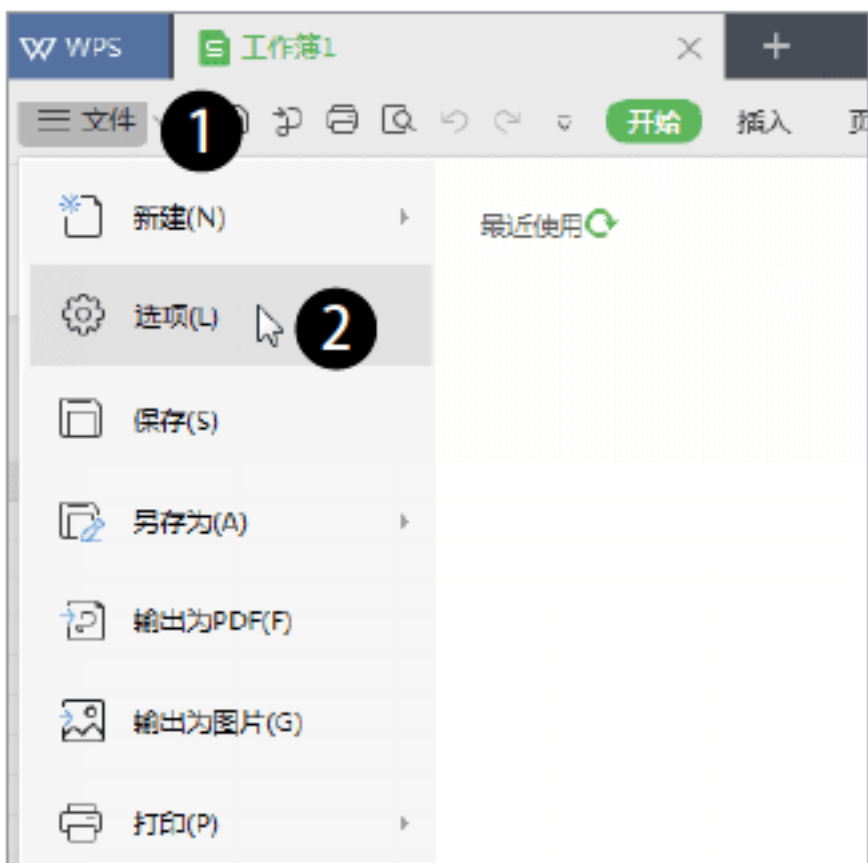 WPS
工作簿1
文件
1
开始
插入
页
新建(N)
最近使用
选项(L)
2
保存(S)
另存为(A)
输出为PDF(F)
输出为图片(G)
打印(P)